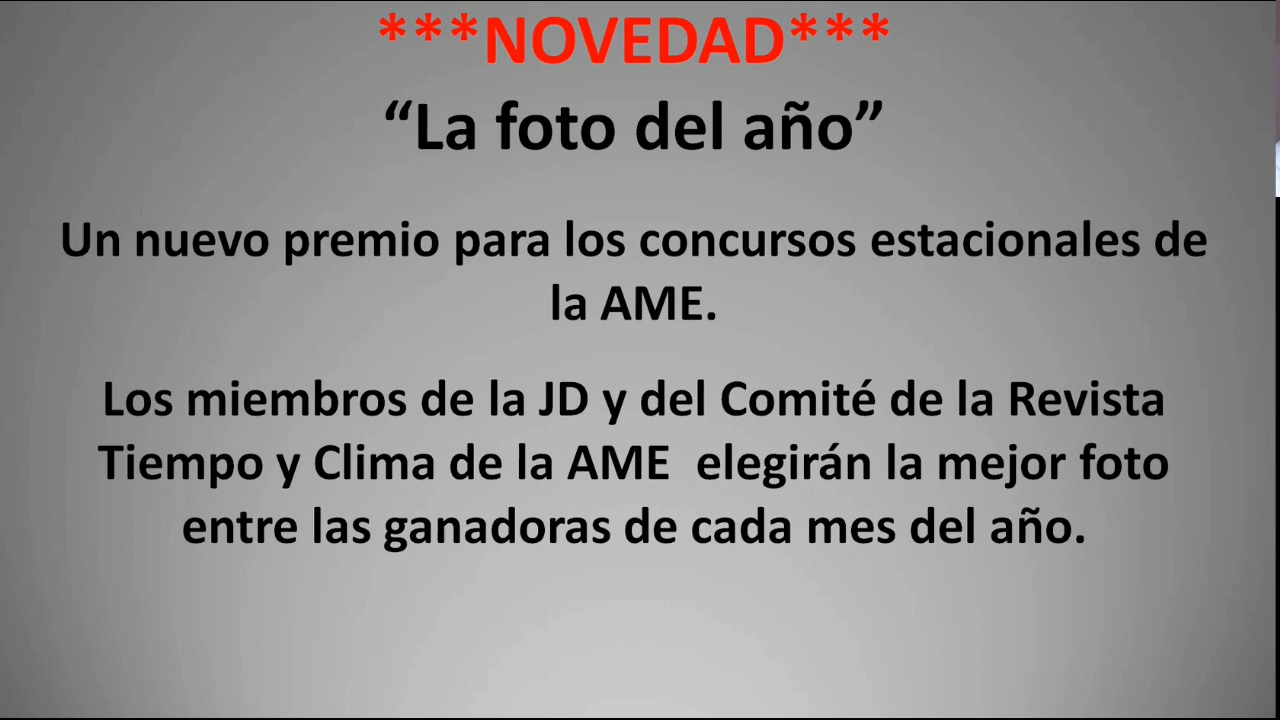 ***NOVEDAD***
“La foto del año”
Un nuevo premio para los concursos estacionales de
la AME.
Los miembros de la JD y del Comité de la Revista
Tiempo y Clima de la AME  elegirán la mejor foto
entre las ganadoras de cada mes del año.